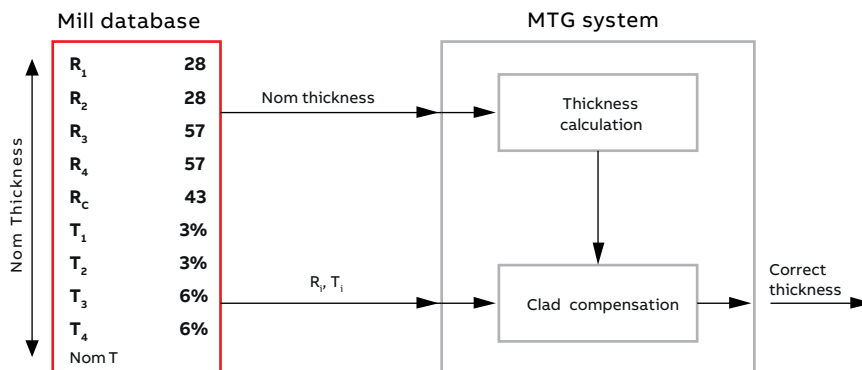 Mill database
MTG system
Nom Thickness
R1 28
R2 28
R3 57
R4 57
RC 43
T1 3%
T2 3%
T3 6%
T4 6%
Nom T
Nom thickness
Thickness
calculation
Ri, Ti
Clad compensation
Correct
thickness